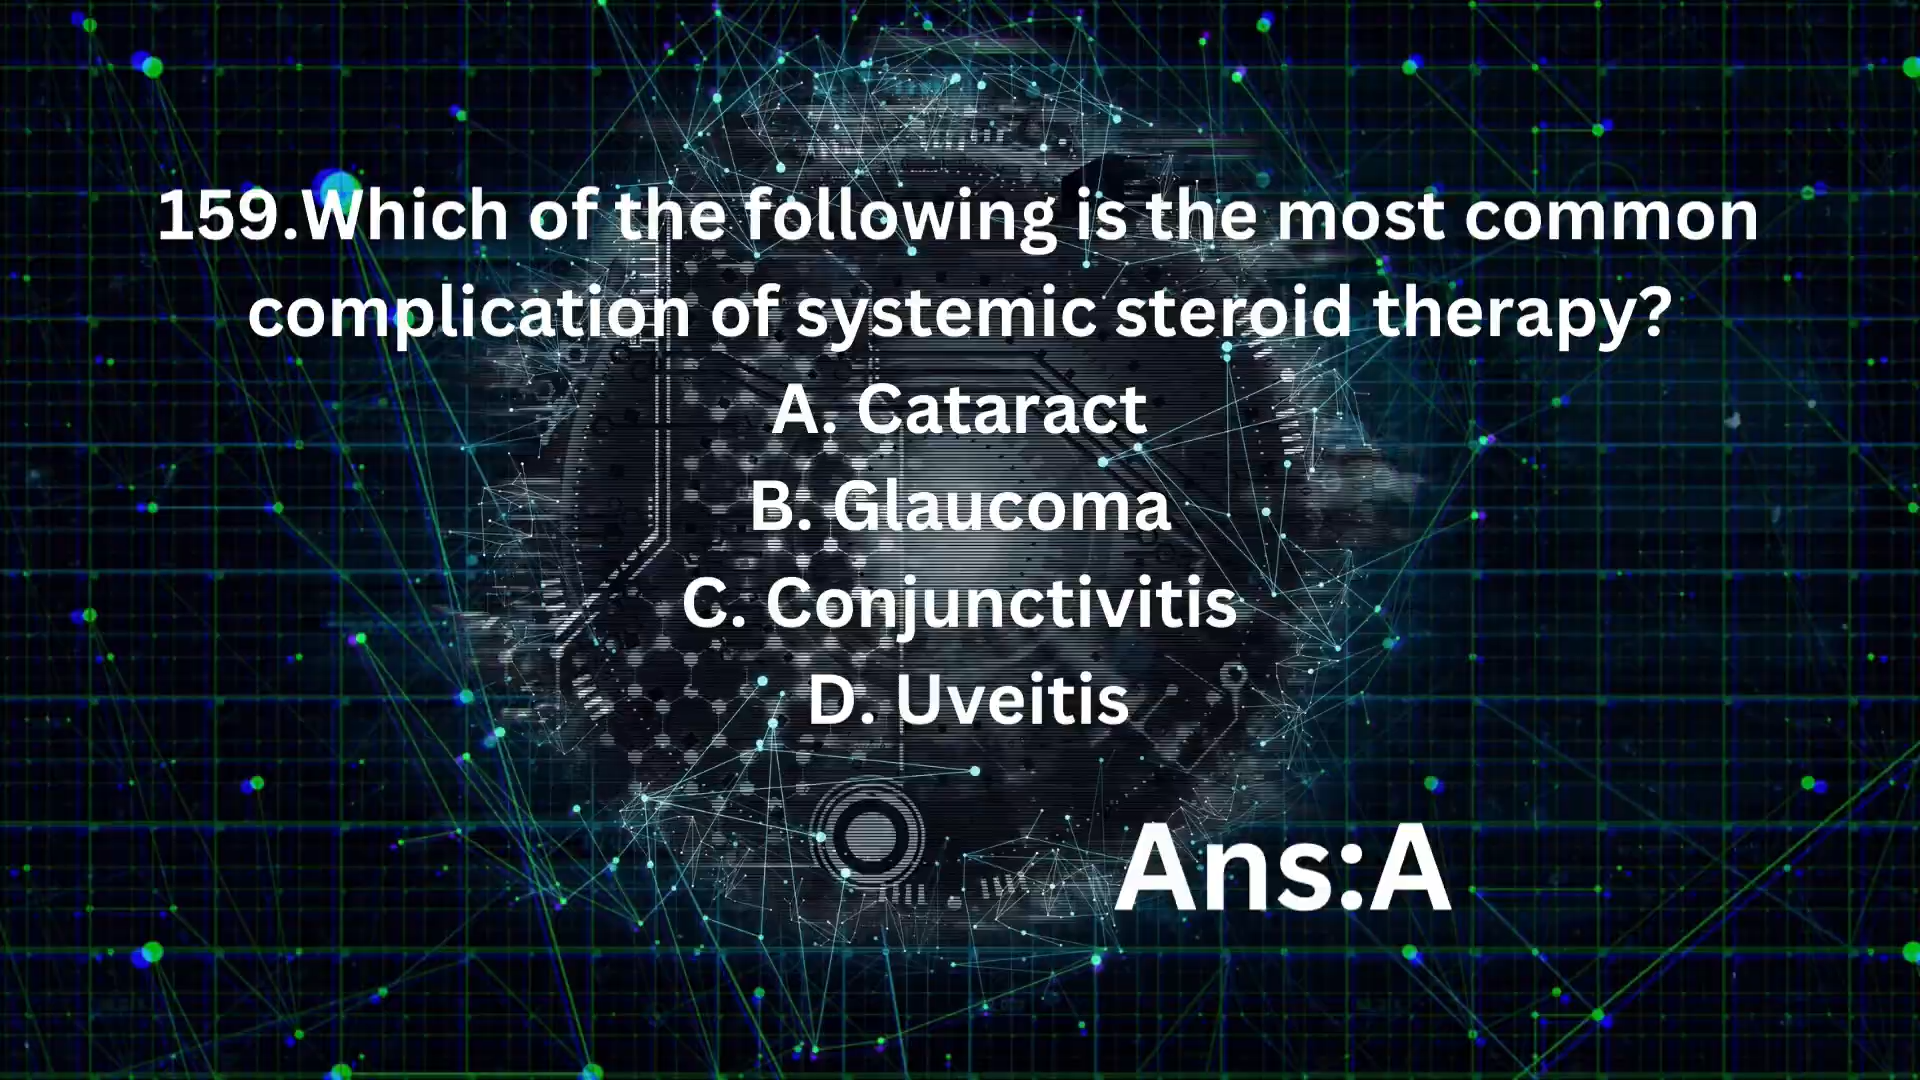 159.Which of the following is the most common
complication of systemic steroid therapy?
A. Cataract
B. Glaucoma
C. Conjunctivitis
D. Uveitis
Ans:A